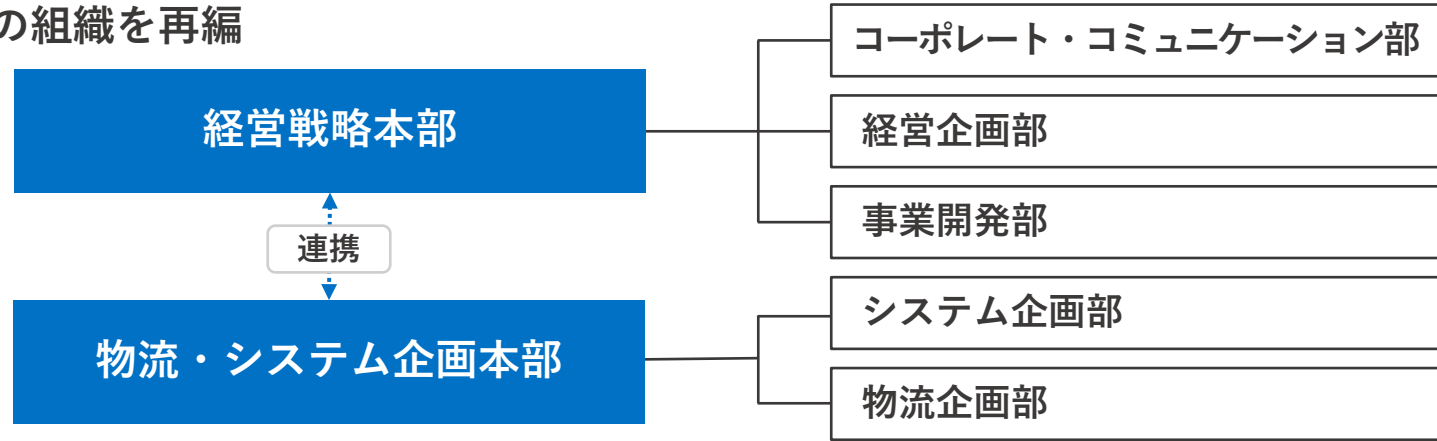 の組織を再編
経営戦略本部
連携
物流・システム企画本部
コーポレート・コミュニケーション部
経営企画部
事業開発部
システム企画部
物流企画部